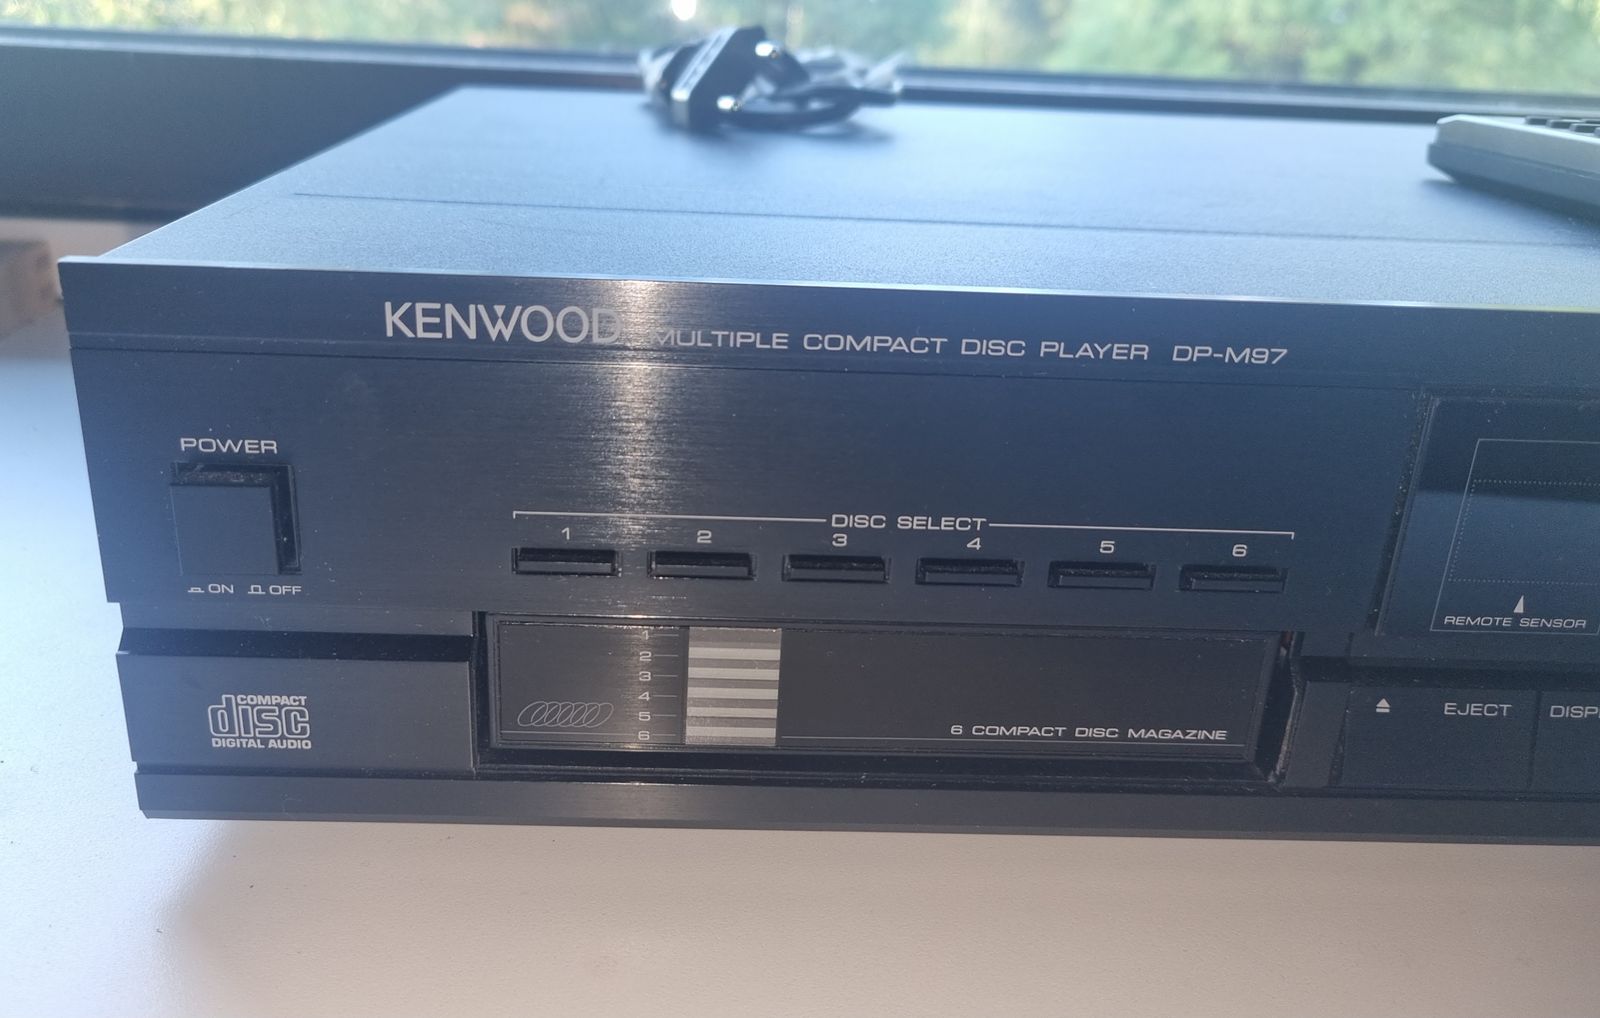 KENWOOD MULTIPLE COMPACT DISC PLAYER DP-M97
POWER
ON OFF
DISC SELECT
1 2 3 4 5 6
REMOTE SENSOR
1
2
3
4
5
6
6 COMPACT DISC MAGAZINE
COMPACT
disc
DIGITAL AUDIO
EJECT